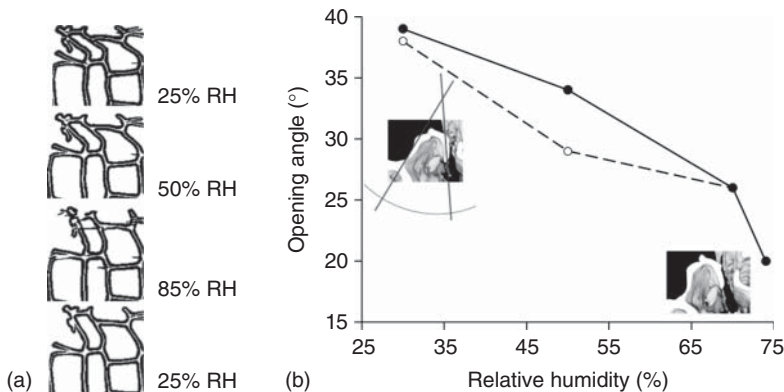 25% RH
50% RH
85% RH
25% RH
(a)
40
35
30
25
20
15
Opening angle (°)
25 35 45 55 65 75
Relative humidity (%)
(b)